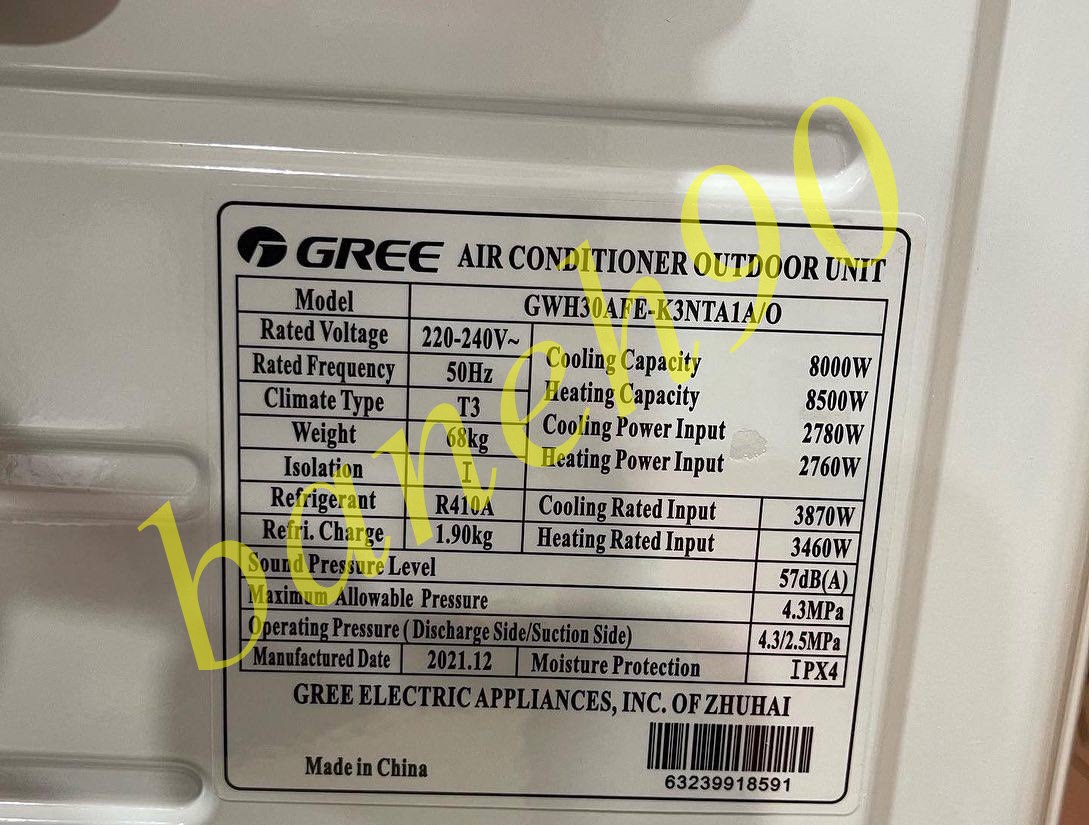 GREE AIR CONDITIONER OUTDOOR UNIT
Model GWH30AFE-K3NTA1A/O
Rated Voltage 220-240V~
Cooling Capacity 8000W
Rated Frequency 50Hz
Heating Capacity 8500W
Climate Type T3
Cooling Power Input 2780W
Weight 68kg
Heating Power Input 2760W
Isolation I
Refrigerant R410A Cooling Rated Input 3870W
Refri. Charge 1.90kg Heating Rated Input 3460W
Sound Pressure Level 57dB(A)
Maximum Allowable Pressure 4.3MPa
Operating Pressure (Discharge Side/Suction Side) 4.3/2.5MPa
Manufactured Date 2021.12 Moisture Protection IPX4
GREE ELECTRIC APPLIANCES, INC. OF ZHUHAI
Made in China
63239918591
baneh90